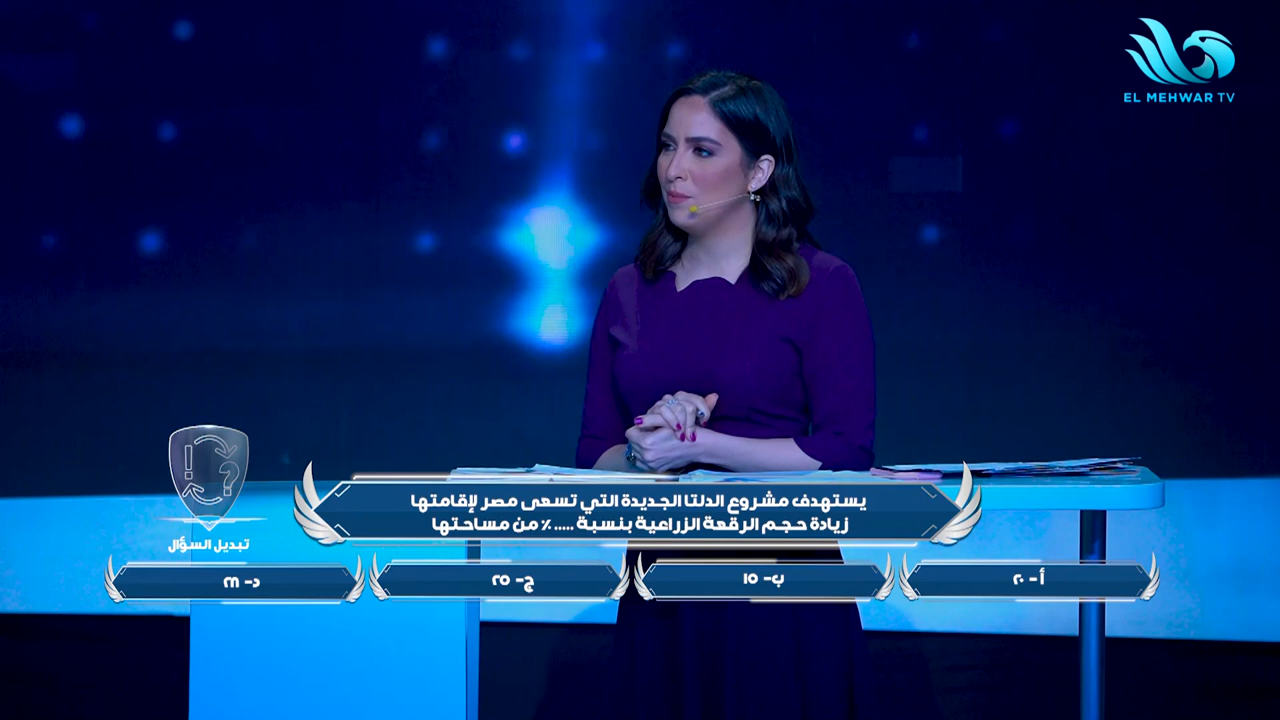 EL MEHWAR TV
يستهدف مشروع الدلتا الجديدة التي تسعى مصر لإقامتها
زيادة حجم الرقعة الزراعية بنسبة ..... ٪ من مساحتها
تبديل السؤال
أ- ٢٠
ب- ١٥
ج- ٢٥
د- ٣٠